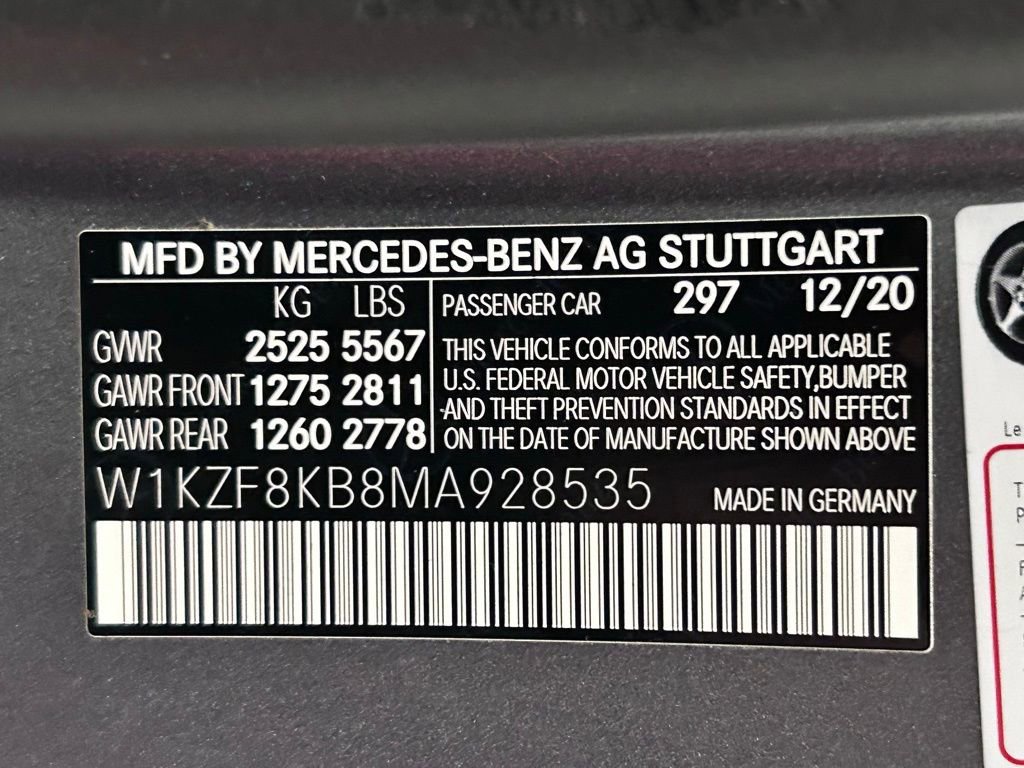 MFD BY MERCEDES-BENZ AG STUTTGART
KG LBS
GVWR 2525 5567
GAWR FRONT 1275 2811
GAWR REAR 1260 2778
PASSENGER CAR 297 12/20
THIS VEHICLE CONFORMS TO ALL APPLICABLE
U.S. FEDERAL MOTOR VEHICLE SAFETY,BUMPER
AND THEFT PREVENTION STANDARDS IN EFFECT
ON THE DATE OF MANUFACTURE SHOWN ABOVE
W1KZF8KB8MA928535 MADE IN GERMANY
Le